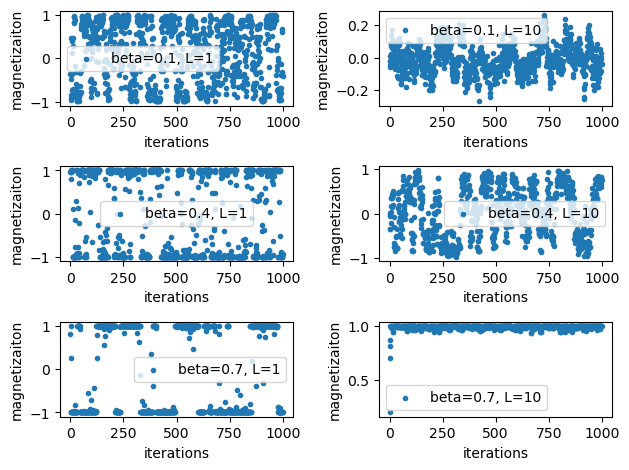 1
0
−1
magnetizaiton
beta=0.1, L=1
0 250 500 750 1000
iterations
0.2
0.0
−0.2
magnetizaiton
beta=0.1, L=10
0 250 500 750 1000
iterations
1
0
−1
magnetizaiton
beta=0.4, L=1
0 250 500 750 1000
iterations
1
0
−1
magnetizaiton
beta=0.4, L=10
0 250 500 750 1000
iterations
1
0
−1
magnetizaiton
beta=0.7, L=1
0 250 500 750 1000
iterations
1.0
0.5
magnetizaiton
beta=0.7, L=10
0 250 500 750 1000
iterations